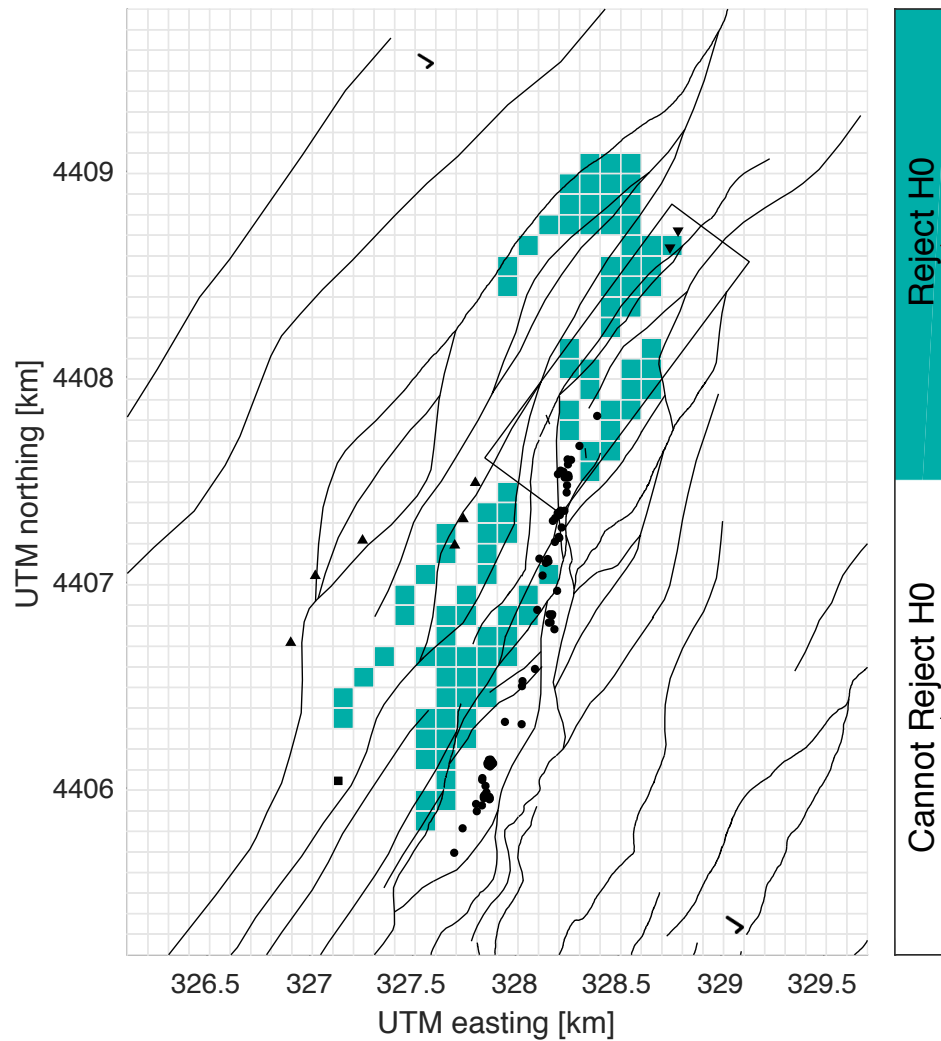 4409
4408
4407
4406
UTM northing [km]
326.5 327 327.5 328 328.5 329 329.5
UTM easting [km]
Reject H0
Cannot Reject H0